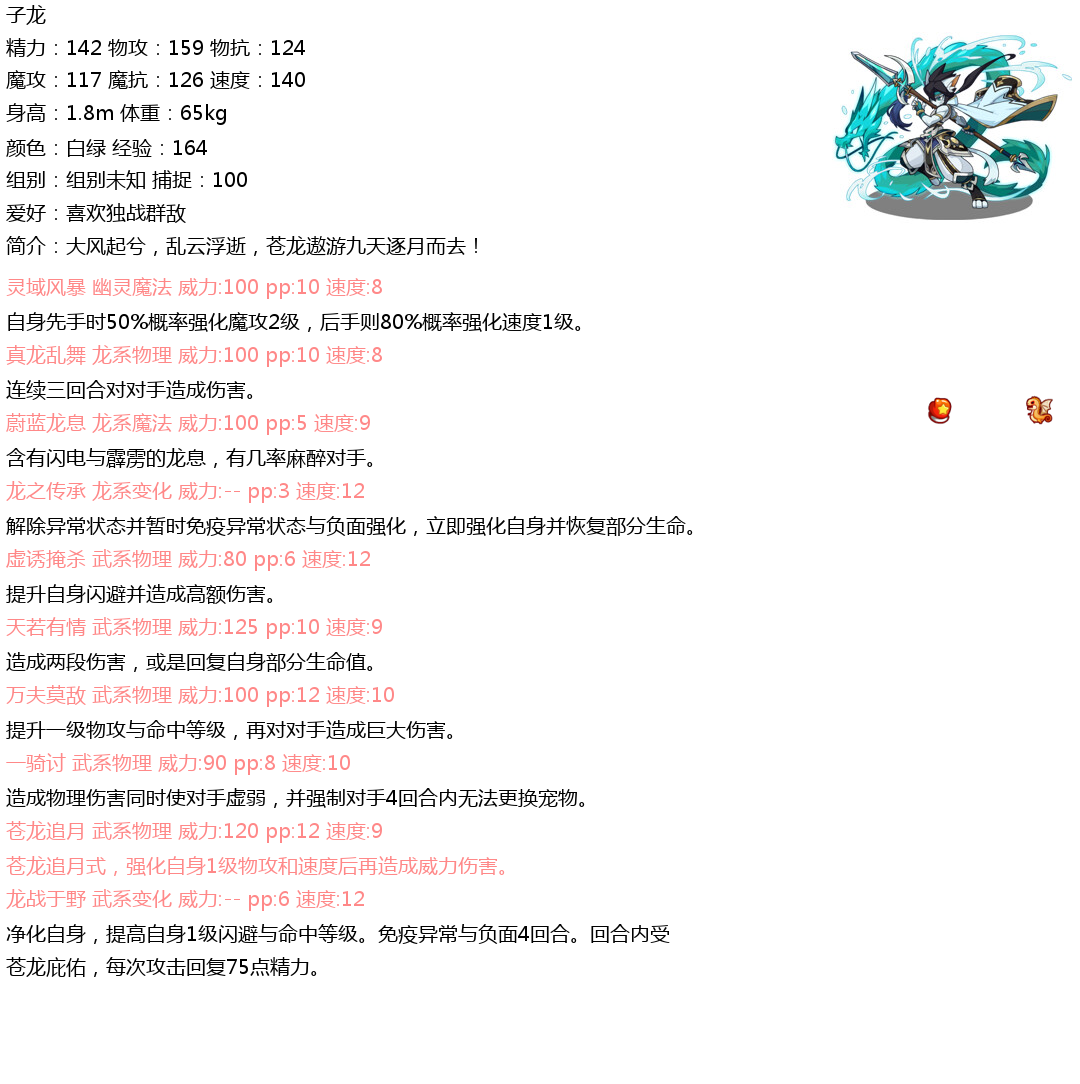 子龙
精力：142 物攻：159 物抗：124
魔攻：117 魔抗：126 速度：140
身高：1.8m 体重：65kg
颜色：白绿 经验：164
组别：组别未知 捕捉：100
爱好：喜欢独战群敌
简介：大风起兮，乱云浮逝，苍龙遨游九天逐月而去！
灵域风暴 幽灵魔法 威力:100 pp:10 速度:8
自身先手时50%概率强化魔攻2级，后手则80%概率强化速度1级。
真龙乱舞 龙系物理 威力:100 pp:10 速度:8
连续三回合对对手造成伤害。
蔚蓝龙息 龙系魔法 威力:100 pp:5 速度:9
含有闪电与霹雳的龙息，有几率麻醉对手。
龙之传承 龙系变化 威力:-- pp:3 速度:12
解除异常状态并暂时免疫异常状态与负面强化，立即强化自身并恢复部分生命。
虚诱掩杀 武系物理 威力:80 pp:6 速度:12
提升自身闪避并造成高额伤害。
天若有情 武系物理 威力:125 pp:10 速度:9
造成两段伤害，或是回复自身部分生命值。
万夫莫敌 武系物理 威力:100 pp:12 速度:10
提升一级物攻与命中等级，再对对手造成巨大伤害。
一骑讨 武系物理 威力:90 pp:8 速度:10
造成物理伤害同时使对手虚弱，并强制对手4回合内无法更换宠物。
苍龙追月 武系物理 威力:120 pp:12 速度:9
苍龙追月式，强化自身1级物攻和速度后再造成威力伤害。
龙战于野 武系变化 威力:-- pp:6 速度:12
净化自身，提高自身1级闪避与命中等级。免疫异常与负面4回合。回合内受
苍龙庇佑，每次攻击回复75点精力。